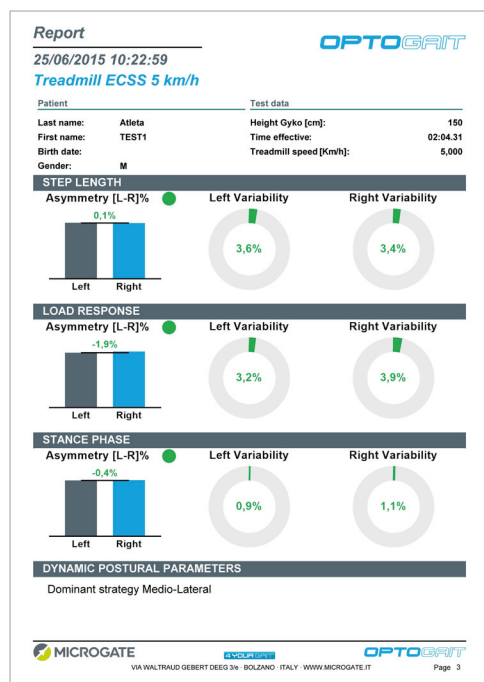 Report
OPTOGAIT
25/06/2015 10:22:59
Treadmill ECSS 5 km/h
Patient
Test data
Last name: Atleta
Height Gyko [cm]: 150
First name: TEST1
Time effective: 02:04.31
Birth date:
Treadmill speed [Km/h]: 5,000
Gender: M
STEP LENGTH
Asymmetry [L-R]% Left Variability Right Variability
0,1%
3,6% 3,4%
Left Right
LOAD RESPONSE
Asymmetry [L-R]% Left Variability Right Variability
-1,9%
3,2% 3,9%
Left Right
STANCE PHASE
Asymmetry [L-R]% Left Variability Right Variability
-0,4%
0,9% 1,1%
Left Right
DYNAMIC POSTURAL PARAMETERS
Dominant strategy Medio-Lateral
MICROGATE 4 YOUR GAIT OPTOGAIT
VIA WALTRAUD GEBERT DEEG 3/e · BOLZANO · ITALY · WWW.MICROGATE.IT Page 3